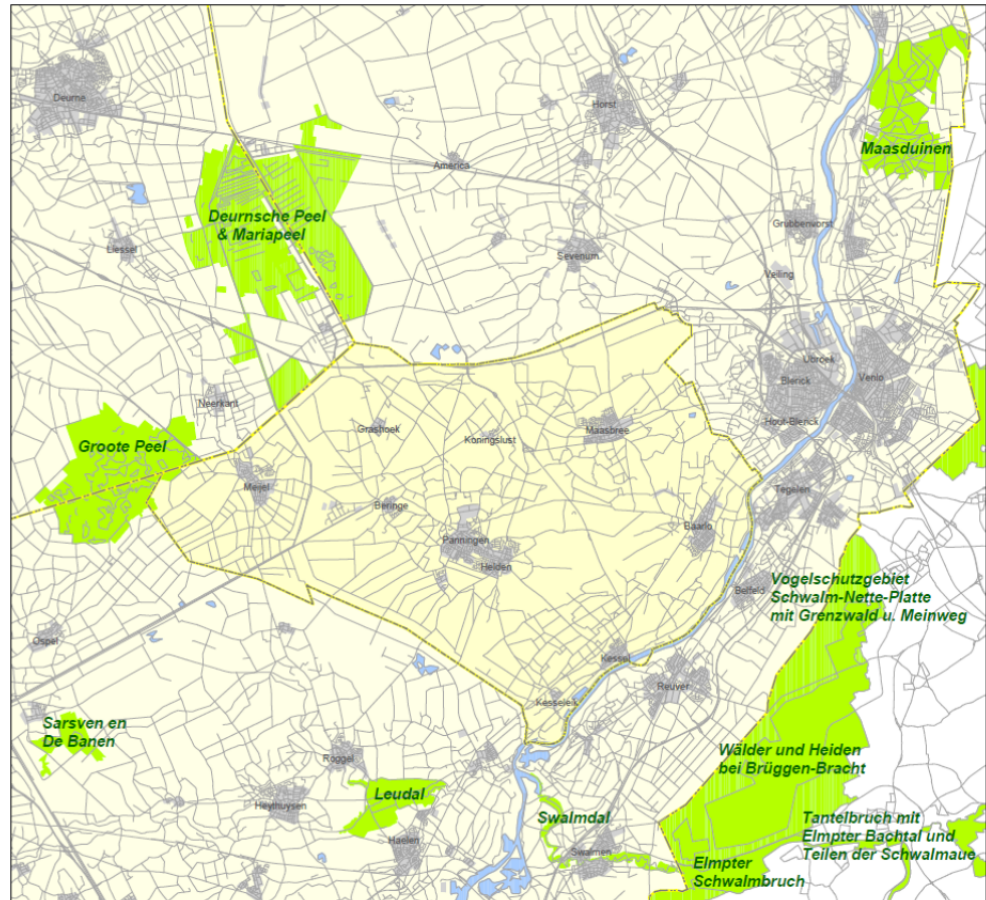 Deurne
Horst
America
Maasduinen
Deurnsche Peel
& Mariapeel
Grubbenvorst
Liessel
Sevenum
Veiling
Ubroek
Venlo
Blerick
Neerkant
Hout-Blerick
Grashoek
Koningslust
Maasbree
Groote Peel
Meijel
Tegelen
Beringe
Baarlo
Panningen
Helden
Vogelschutzgebiet
Schwalm-Nette-Platte
mit Grenzwald u. Meinweg
Belfeld
Ospel
Kessel
Reuver
Kesseleik
Sarsven en
De Banen
Roggel
Wälder und Heiden
bei Brüggen-Bracht
Leudal
Heythuysen
Swalmdal
Tantelbruch mit
Elmpter Bachtal und
Teilen der Schwalmaue
Haelen
Swalmen
Elmpter
Schwalmbruch